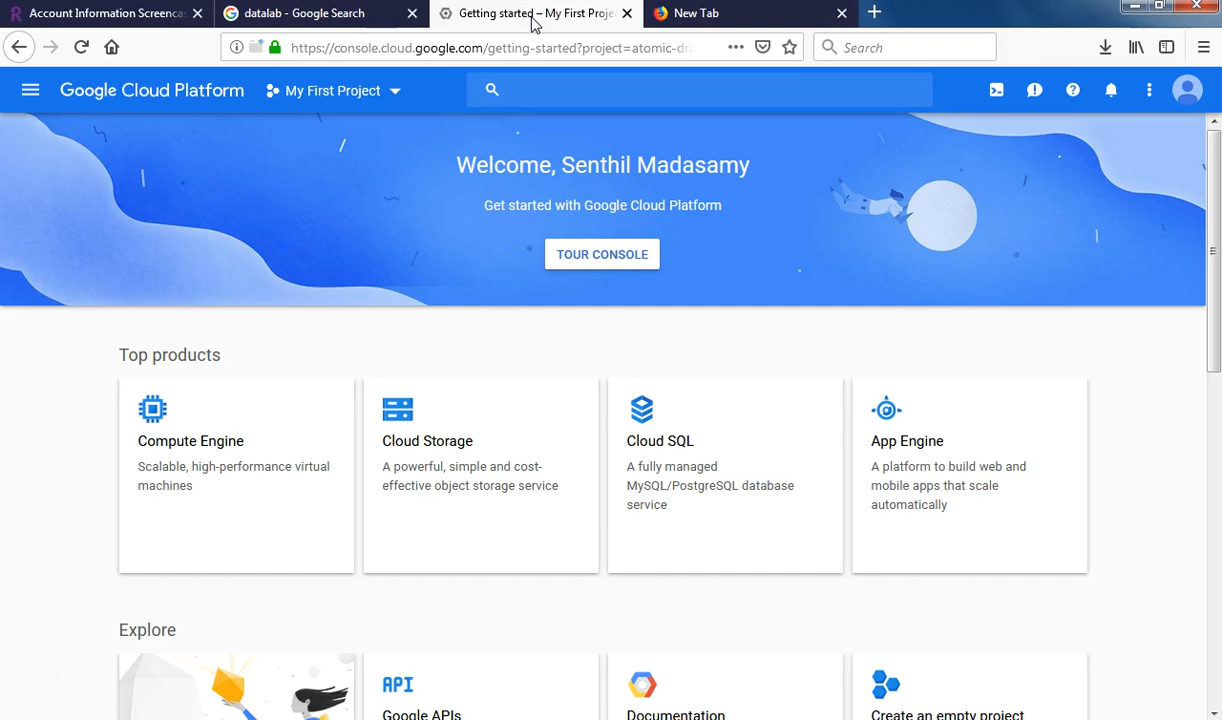 Account Information Screencas
datalab - Google Search
Getting started – My First Proje
New Tab
https://console.cloud.google.com/getting-started?project=atomic-dr
Search
Google Cloud Platform
My First Project
Welcome, Senthil Madasamy
Get started with Google Cloud Platform
TOUR CONSOLE
Top products
Compute Engine
Scalable, high-performance virtual
machines
Cloud Storage
A powerful, simple and cost-
effective object storage service
Cloud SQL
A fully managed
MySQL/PostgreSQL database
service
App Engine
A platform to build web and
mobile apps that scale
automatically
Explore
API
Google APIs
Documentation
Create an empty project